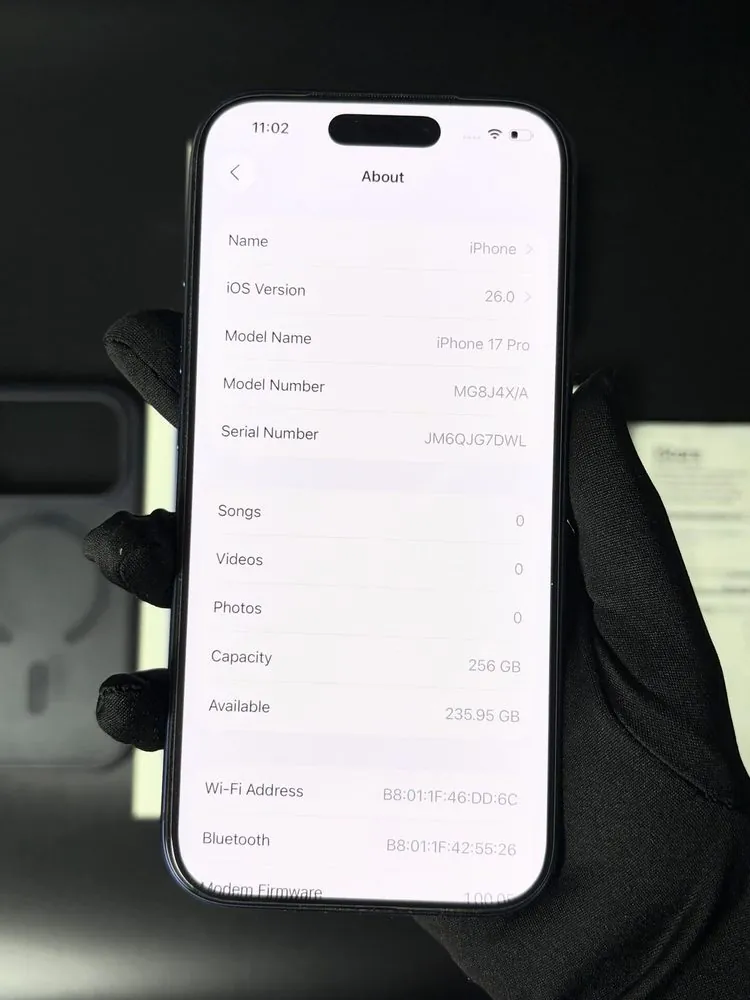 11:02
About
Name iPhone
iOS Version 26.0
Model Name iPhone 17 Pro
Model Number MG8J4X/A
Serial Number JM6QJG7DWL
Songs 0
Videos 0
Photos 0
Capacity 256 GB
Available 235.95 GB
Wi-Fi Address B8:01:1F:46:DD:6C
Bluetooth B8:01:1F:42:55:26
Modem Firmware